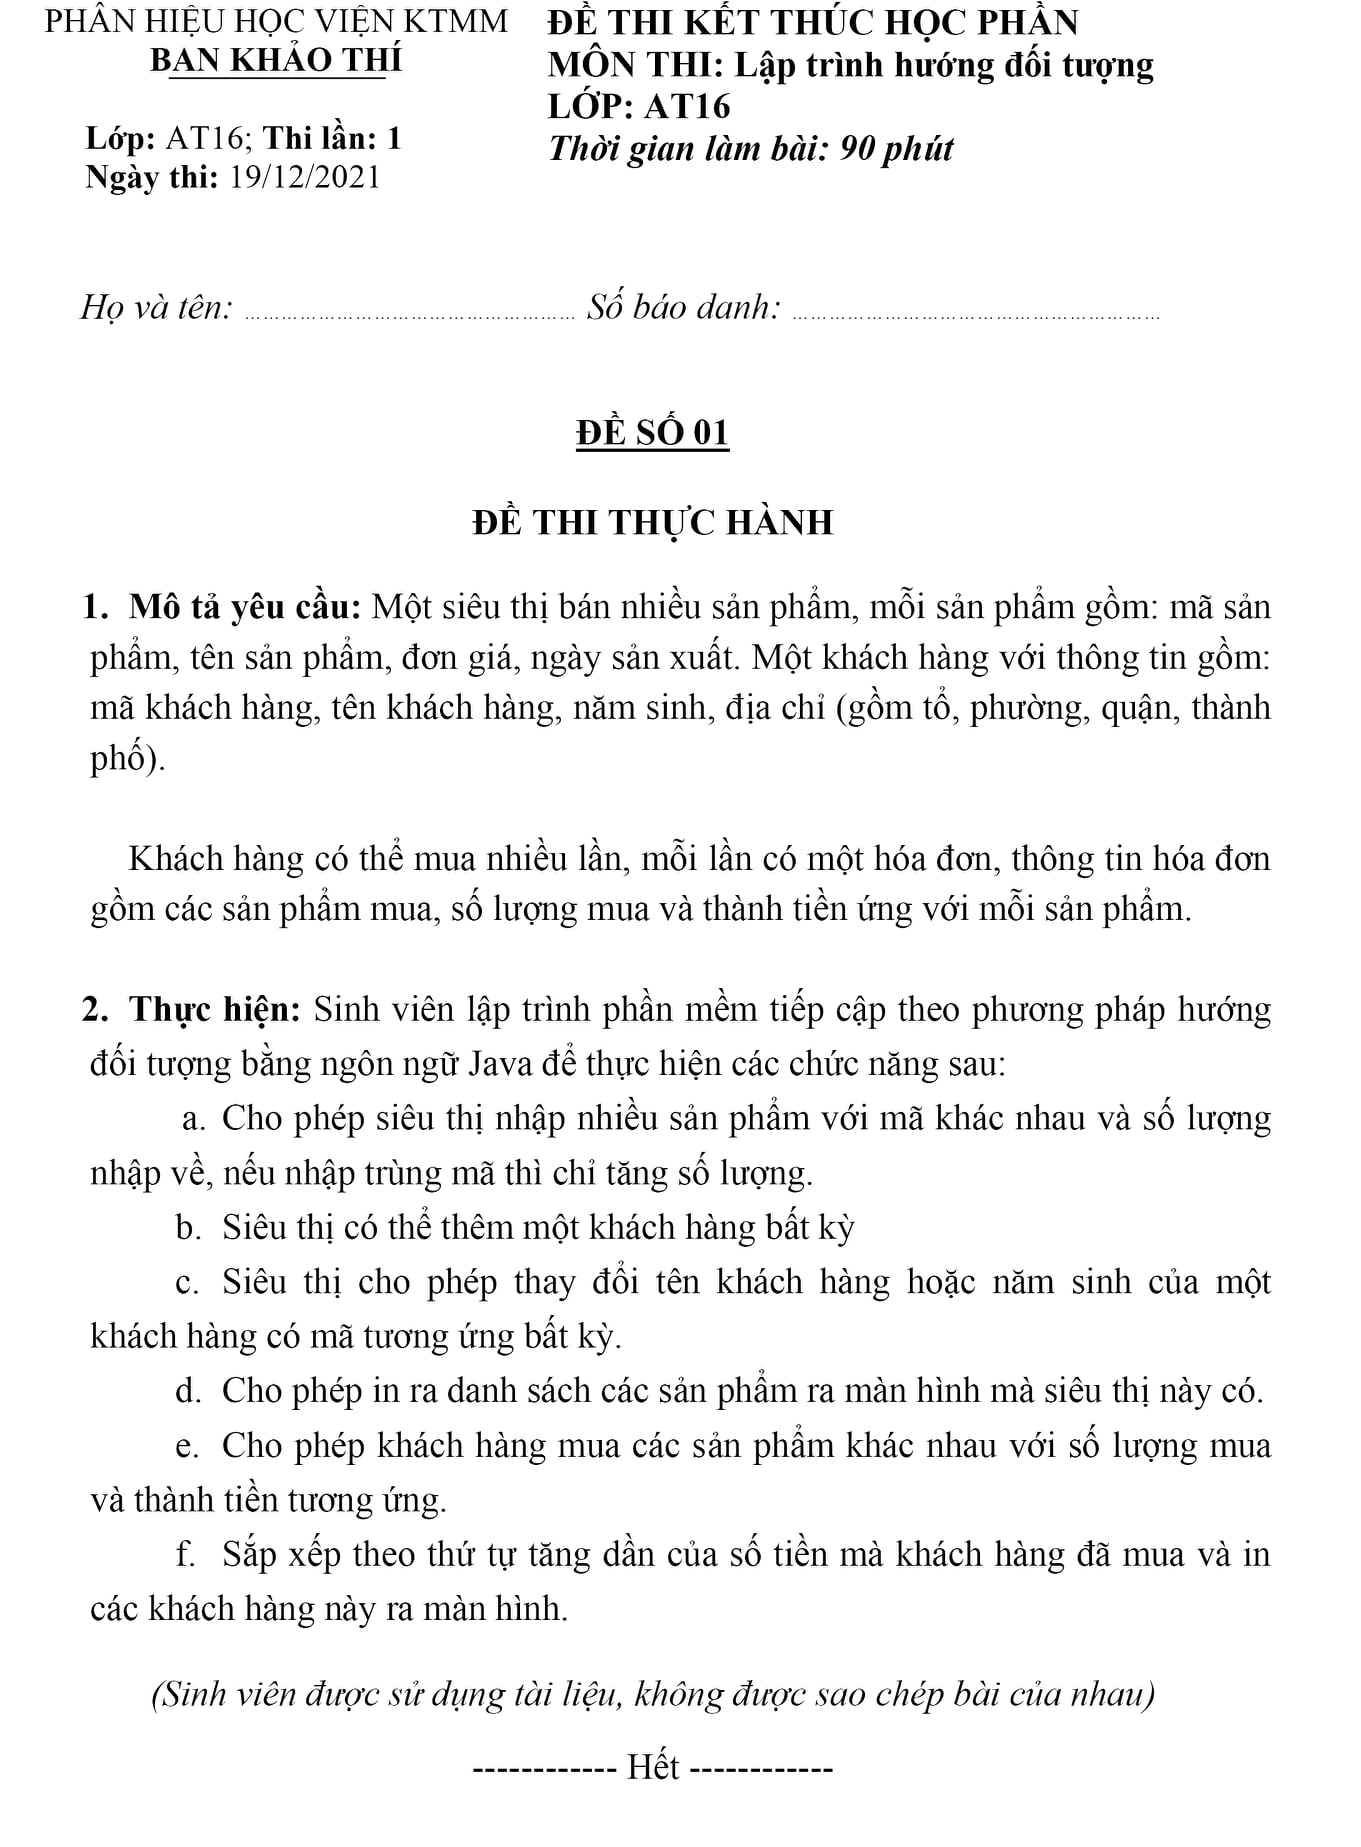 PHÂN HIỆU HỌC VIỆN KTMM
BAN KHẢO THÍ
Lớp: AT16; Thi lần: 1
Ngày thi: 19/12/2021
ĐỀ THI KẾT THÚC HỌC PHẦN
MÔN THI: Lập trình hướng đối tượng
LỚP: AT16
Thời gian làm bài: 90 phút
Họ và tên: ........................................................ Số báo danh: ..............................................................
ĐỀ SỐ 01
ĐỀ THI THỰC HÀNH
1. Mô tả yêu cầu: Một siêu thị bán nhiều sản phẩm, mỗi sản phẩm gồm: mã sản
phẩm, tên sản phẩm, đơn giá, ngày sản xuất. Một khách hàng với thông tin gồm:
mã khách hàng, tên khách hàng, năm sinh, địa chỉ (gồm tổ, phường, quận, thành
phố).
Khách hàng có thể mua nhiều lần, mỗi lần có một hóa đơn, thông tin hóa đơn
gồm các sản phẩm mua, số lượng mua và thành tiền ứng với mỗi sản phẩm.
2. Thực hiện: Sinh viên lập trình phần mềm tiếp cập theo phương pháp hướng
đối tượng bằng ngôn ngữ Java để thực hiện các chức năng sau:
a. Cho phép siêu thị nhập nhiều sản phẩm với mã khác nhau và số lượng
nhập về, nếu nhập trùng mã thì chỉ tăng số lượng.
b. Siêu thị có thể thêm một khách hàng bất kỳ
c. Siêu thị cho phép thay đổi tên khách hàng hoặc năm sinh của một
khách hàng có mã tương ứng bất kỳ.
d. Cho phép in ra danh sách các sản phẩm ra màn hình mà siêu thị này có.
e. Cho phép khách hàng mua các sản phẩm khác nhau với số lượng mua
và thành tiền tương ứng.
f. Sắp xếp theo thứ tự tăng dần của số tiền mà khách hàng đã mua và in
các khách hàng này ra màn hình.
(Sinh viên được sử dụng tài liệu, không được sao chép bài của nhau)
------------ Hết ------------